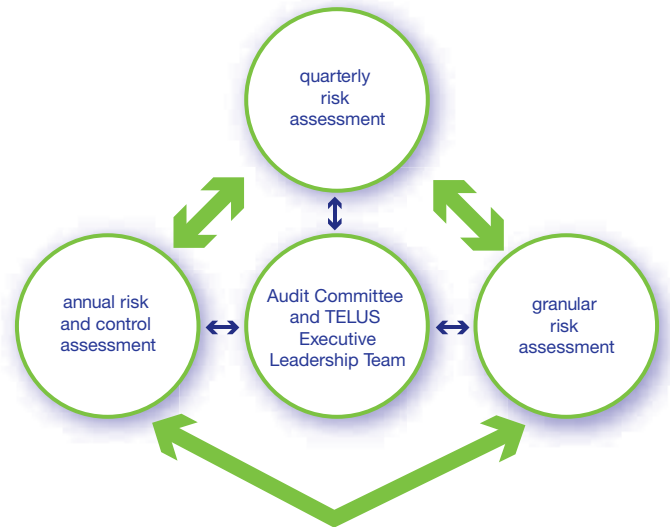 quarterly
risk
assessment
annual risk
and control
assessment
Audit Committee
and TELUS
Executive
Leadership Team
granular
risk
assessment